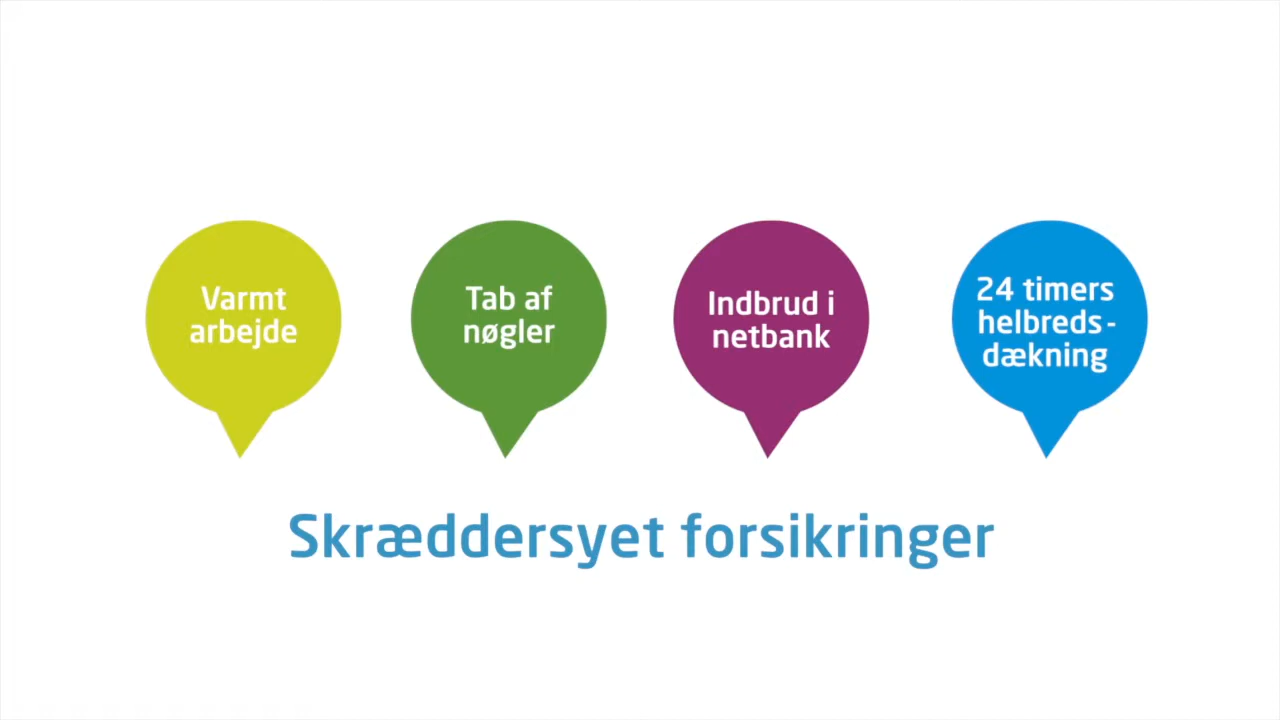 Varmt
arbejde
Tab af
nøgler
Indbrud i
netbank
24 timers
helbreds-
dækning
Skræddersyet forsikringer